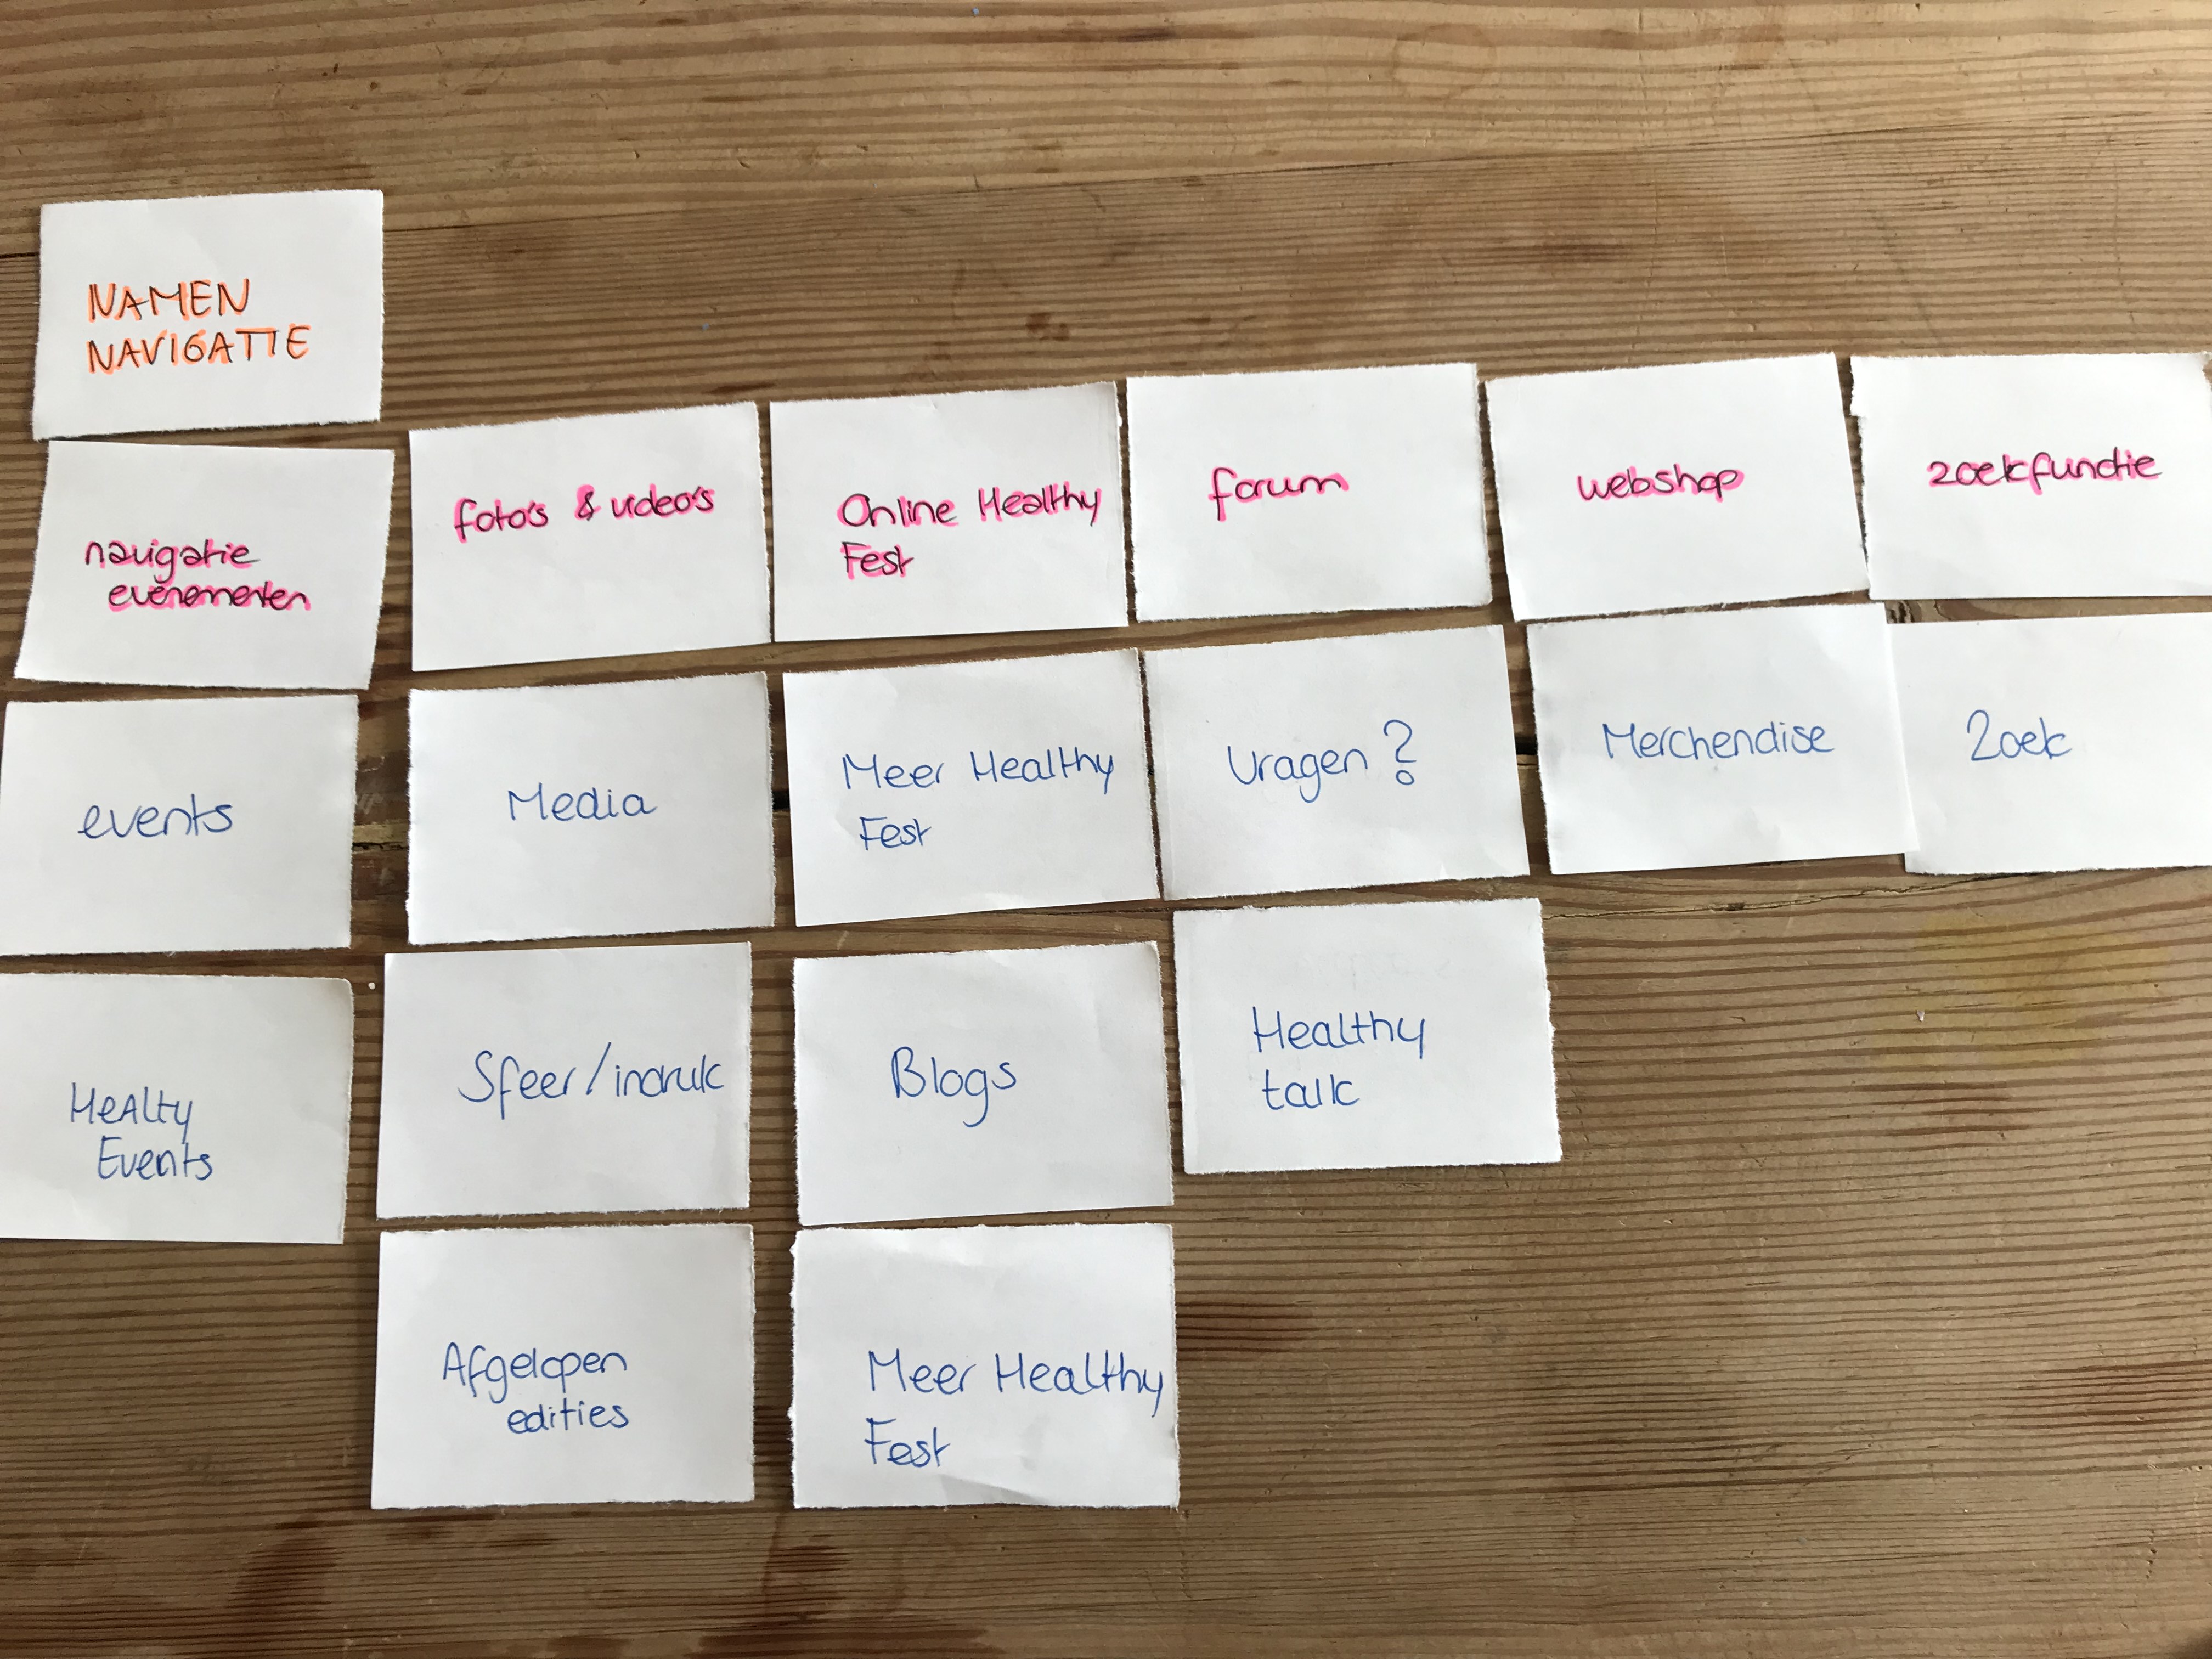 NAMEN
NAVIGATIE
navigatie
evenementen
foto's & video's
Online Healthy
Fest
forum
webshop
zoekfunctie
events
Media
Meer Healthy
Fest
Vragen?
Merchendise
Zoek
Healty
Events
Sfeer/indruk
Blogs
Healthy
talk
Afgelopen
edities
Meer Healthy
Fest